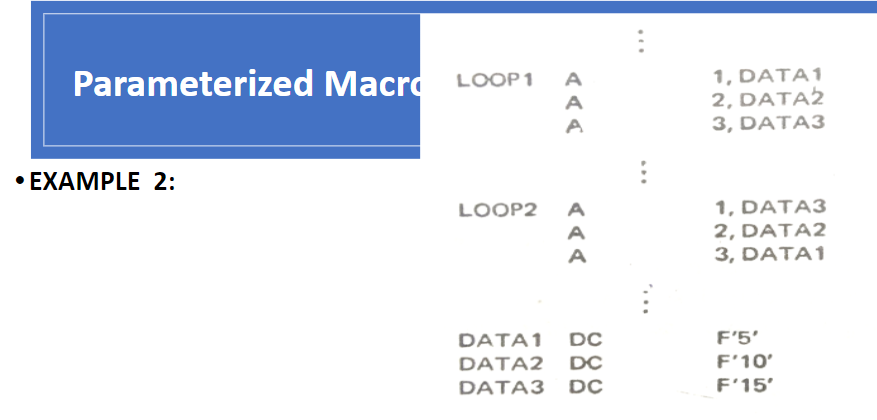 Parameterized Macro
• EXAMPLE 2:
⋮
LOOP1 A 1, DATA1
A 2, DATA2
A 3, DATA3
⋮
LOOP2 A 1, DATA3
A 2, DATA2
A 3, DATA1
⋮
DATA1 DC F'5'
DATA2 DC F'10'
DATA3 DC F'15'